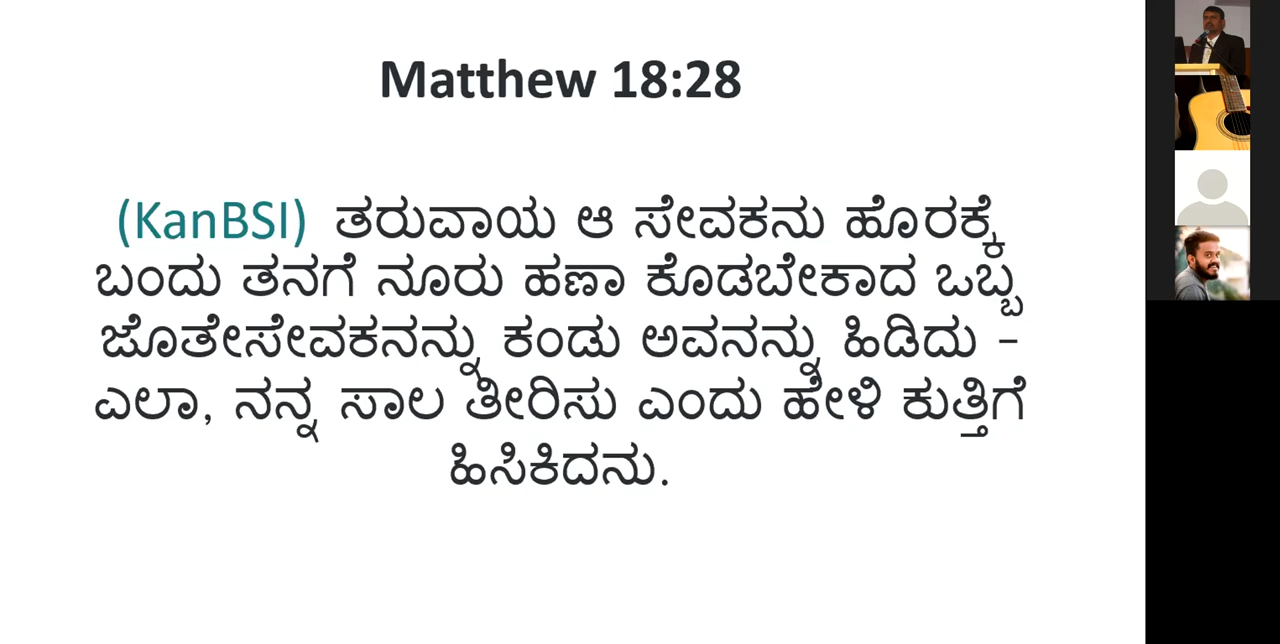 Matthew 18:28
(KanBSI) ತರುವಾಯ ಆ ಸೇವಕನು ಹೊರಕ್ಕೆ
ಬಂದು ತನಗೆ ನೂರು ಹಣಾ ಕೊಡಬೇಕಾದ ಒಬ್ಬ
ಜೊತೇಸೇವಕನನ್ನು ಕಂಡು ಅವನನ್ನು ಹಿಡಿದು –
ಎಲಾ, ನನ್ನ ಸಾಲ ತೀರಿಸು ಎಂದು ಹೇಳಿ ಕುತ್ತಿಗೆ
ಹಿಸಿಕಿದನು.